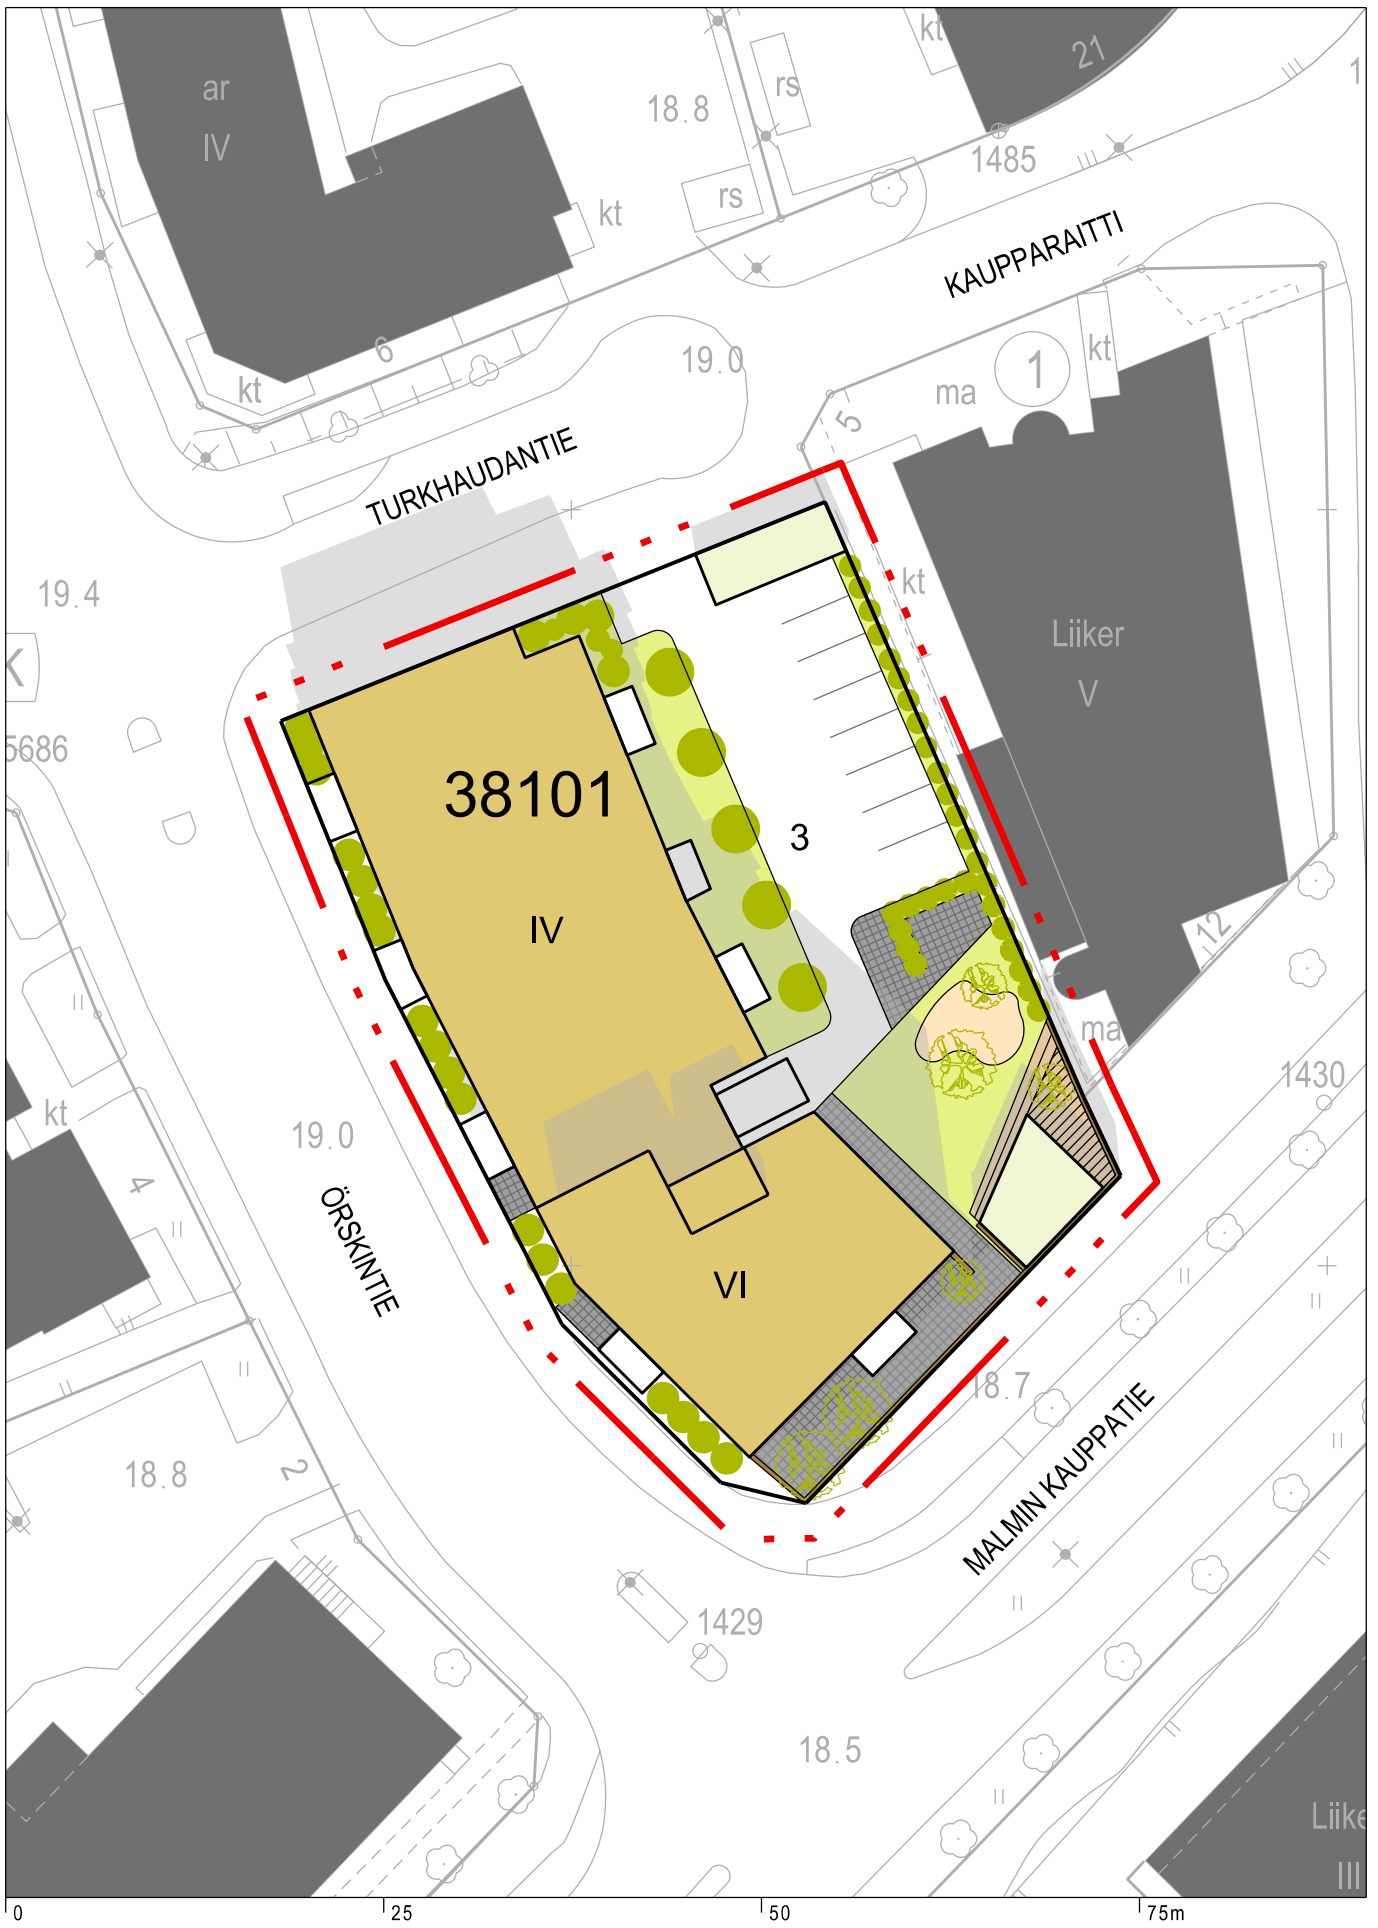 ar
IV
18.8
rs
kt
21
1
1485
rs
kt
KAUPPARAITTI
6
kt
19.0
1
kt
ma
5
TURKHAUDANTIE
19.4
kt
K
Liiker
V
5686
38101
3
IV
12
ma
1430
kt
19.0
4
ÖRSKINTIE
VI
18.7
MALMIN KAUPPATIE
18.8
2
1429
18.5
Liike
III
0
25
50
75m